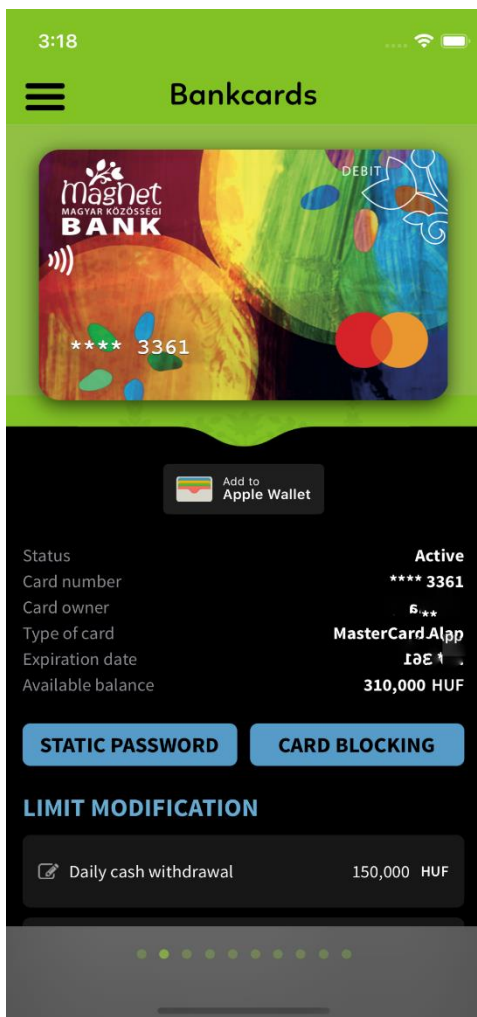 3:18
Bankcards
magnet
MAGYAR KÖZÖSSÉGI
BANK
DEBIT
**** 3361
Add to
Apple Wallet
Status Active
Card number **** 3361
Card owner
Type of card MasterCard Alap
Expiration date
Available balance 310,000 HUF
STATIC PASSWORD CARD BLOCKING
LIMIT MODIFICATION
Daily cash withdrawal 150,000 HUF